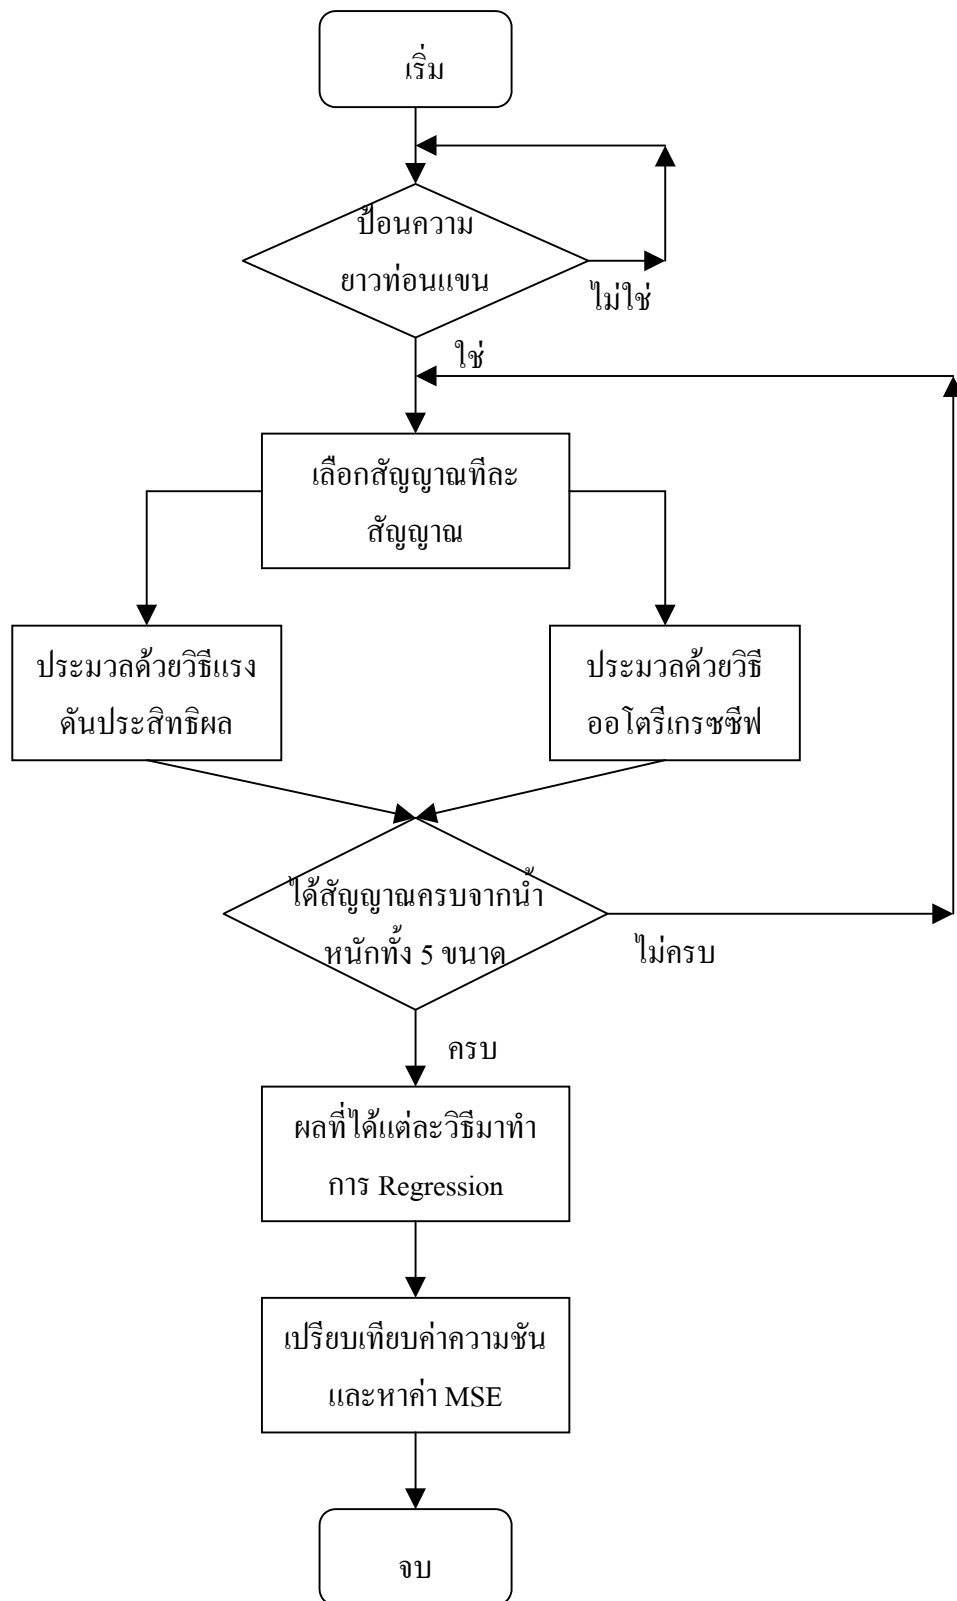 เริ่ม
ป้อนความ
ยาวท่อนแขน
ไม่ใช่
ใช่
เลือกสัญญาณทีละ
สัญญาณ
ประมวลด้วยวิธีแรง
ดันประสิทธิผล
ประมวลด้วยวิธี
ออโตรีเกรซซีฟ
ได้สัญญาณครบจากน้ำ
หนักทั้ง 5 ขนาด
ไม่ครบ
ครบ
ผลที่ได้แต่ละวิธีมาทำ
การ Regression
เปรียบเทียบค่าความชัน
และหาค่า MSE
จบ